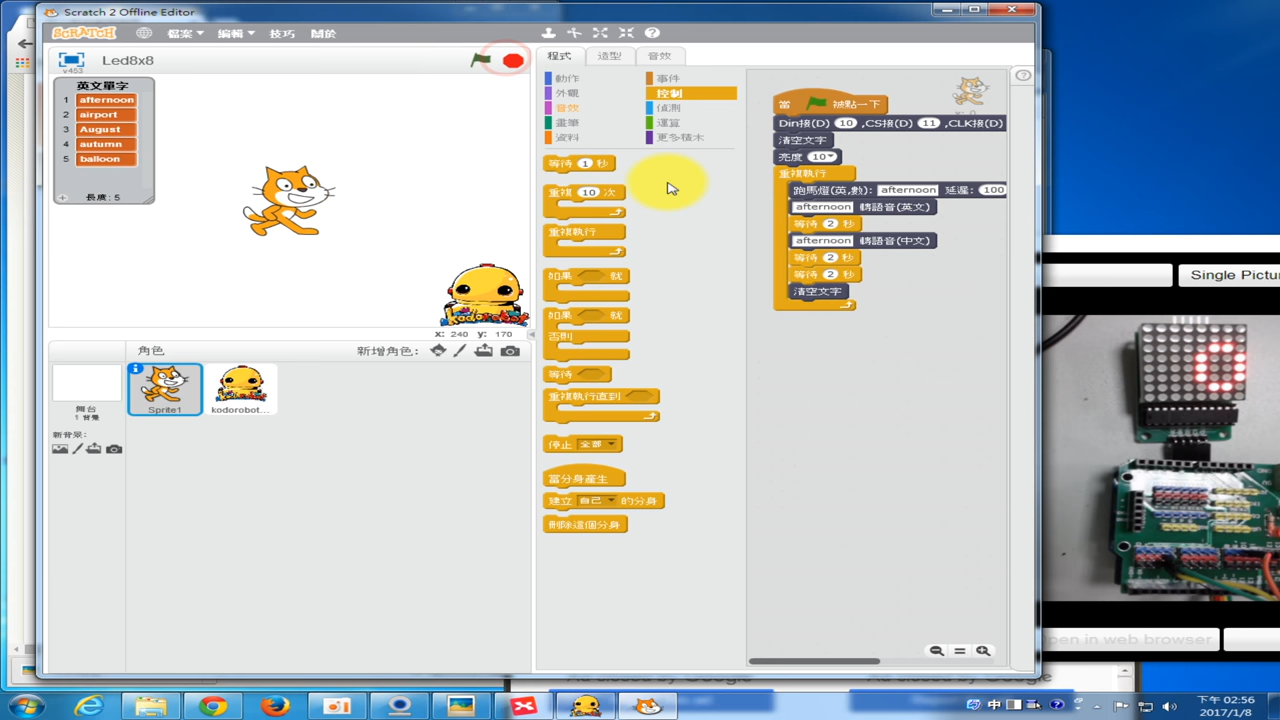 Scratch 2 Offline Editor
SCRATCH 檔案 編輯 技巧 關於
v453
Led8x8
程式 造型 音效
英文單字
1 afternoon
2 airport
3 August
4 autumn
5 balloon
長度: 5
kodorobot
x: 240 y: 170
動作 事件
外觀 控制
音效 偵測
畫筆 運算
資料 更多積木
等待 1 秒
重複 10 次
重複執行
如果 就
如果 就
否則
等待
重複執行直到
停止 全部
當分身產生
建立 自己 的分身
刪除這個分身
當 被點一下
Din接(D) 10 ,CS接(D) 11 ,CLK接(D)
清空文字
亮度 10
重複執行
跑馬燈(英,數): afternoon 延遲: 100
afternoon 轉語音(英文)
等待 2 秒
afternoon 轉語音(中文)
等待 2 秒
等待 2 秒
清空文字
角色 新增角色:
舞台
1 背景
新背景:
Sprite1
kodorobot...
Single Pictu
pen in web browser
中
下午 02:56
2017/1/8